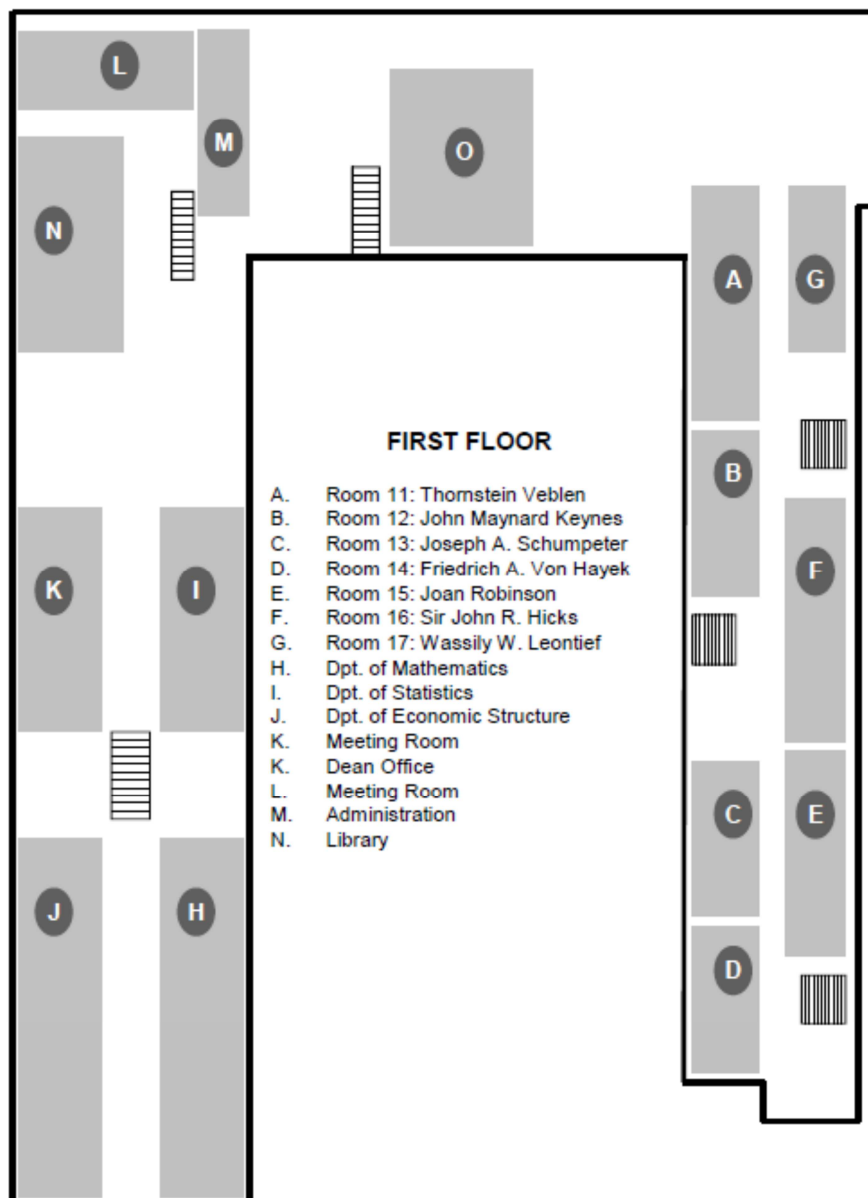 L
M
O
N
A
G
FIRST FLOOR
B
A. Room 11: Thornstein Veblen
B. Room 12: John Maynard Keynes
C. Room 13: Joseph A. Schumpeter
D. Room 14: Friedrich A. Von Hayek
E. Room 15: Joan Robinson
F. Room 16: Sir John R. Hicks
G. Room 17: Wassily W. Leontief
H. Dpt. of Mathematics
I. Dpt. of Statistics
J. Dpt. of Economic Structure
K. Meeting Room
K. Dean Office
L. Meeting Room
M. Administration
N. Library
K
I
F
C
E
J
H
D